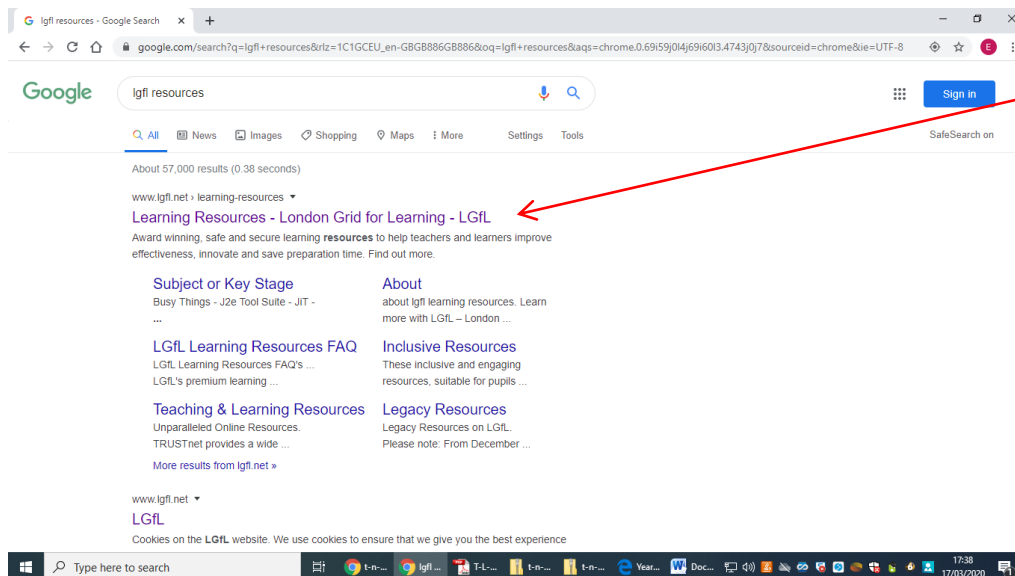 lgfl resources - Google Search
google.com/search?q=lgfl+resources&rlz=1C1GCEU_en-GBGB886GB886&oq=lgfl+resources&aqs=chrome.0.69i59j0l4j69i60l3.4743j0j7&sourceid=chrome&ie=UTF-8
E
Google
lgfl resources
Sign in
All News Images Shopping Maps More Settings Tools
SafeSearch on
About 57,000 results (0.38 seconds)
www.lgfl.net › learning-resources
Learning Resources - London Grid for Learning - LGfL
Award winning, safe and secure learning resources to help teachers and learners improve
effectiveness, innovate and save preparation time. Find out more.
Subject or Key Stage
Busy Things - J2e Tool Suite - JiT -
...
About
about lgfl learning resources. Learn
more with LGfL – London ...
LGfL Learning Resources FAQ
LGfL Learning Resources FAQ's ...
LGfL's premium learning ...
Inclusive Resources
These inclusive and engaging
resources, suitable for pupils ...
Teaching & Learning Resources
Unparalleled Online Resources.
TRUSTnet provides a wide ...
Legacy Resources
Legacy Resources on LGfL.
Please note: From December ...
More results from lgfl.net »
www.lgfl.net
LGfL
Cookies on the LGfL website. We use cookies to ensure that we give you the best experience
Type here to search
t-n-... lgfl ... T-L-... t-n-... t-n-... Year... Doc...
17:38
17/03/2020